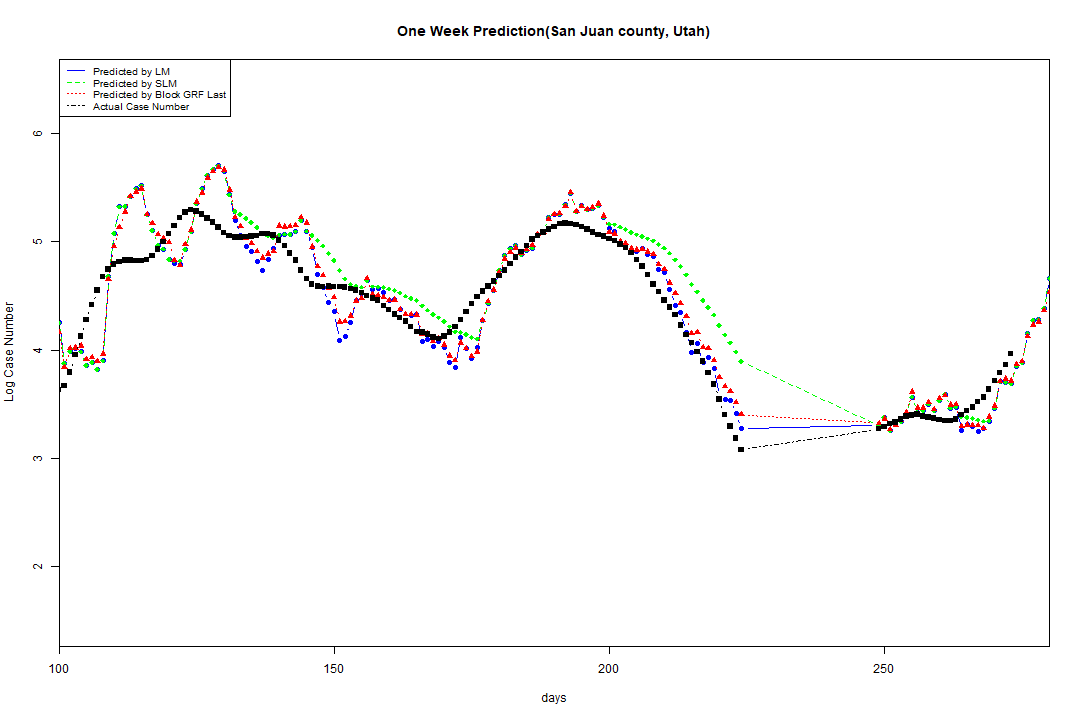 One Week Prediction(San Juan county, Utah)
Predicted by LM
Predicted by SLM
Predicted by Block GRF Last
Actual Case Number
6
5
4
3
2
Log Case Number
100
150
200
250
days